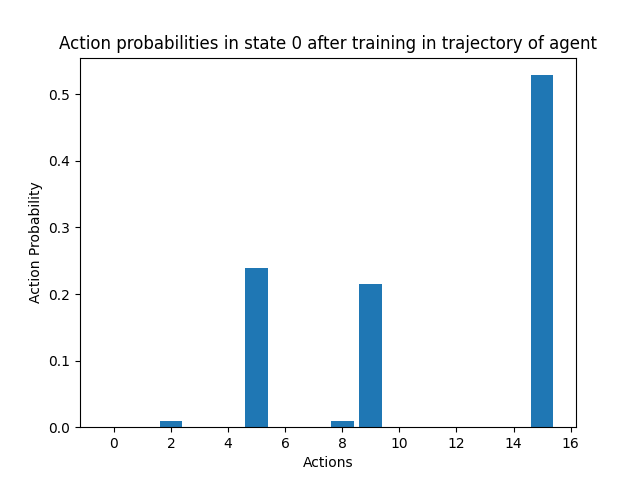 Action probabilities in state 0 after training in trajectory of agent
0.5
0.4
0.3
0.2
0.1
0.0
Action Probability
0 2 4 6 8 10 12 14 16
Actions